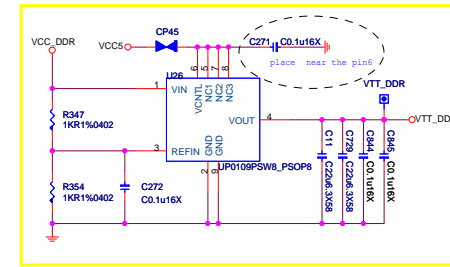 CP45
VCC_DDR
VCC5
C271
C0.1u16X
place near the pin6
6
5
7
8
U26
VTT_DDR
1
VIN
VCNTL
NC1
NC2
NC3
R347
1KR1%0402
VOUT
4
VTT_DD
3
REFIN
GND
GND
UP0109PSW8_PSOP8
2
9
R354
1KR1%0402
C272
C0.1u16X
C11
C22u6.3X58
C729
C22u6.3X58
C844
C0.1u16X
C845
C0.1u16X